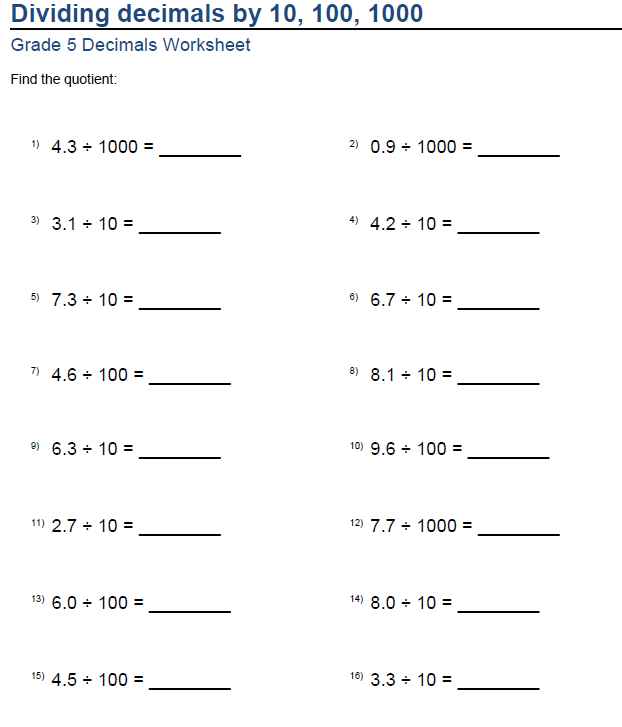 Dividing decimals by 10, 100, 1000
Grade 5 Decimals Worksheet
Find the quotient:
1) 4.3 ÷ 1000 = ________ 2) 0.9 ÷ 1000 = ________
3) 3.1 ÷ 10 = ________ 4) 4.2 ÷ 10 = ________
5) 7.3 ÷ 10 = ________ 6) 6.7 ÷ 10 = ________
7) 4.6 ÷ 100 = ________ 8) 8.1 ÷ 10 = ________
9) 6.3 ÷ 10 = ________ 10) 9.6 ÷ 100 = ________
11) 2.7 ÷ 10 = ________ 12) 7.7 ÷ 1000 = ________
13) 6.0 ÷ 100 = ________ 14) 8.0 ÷ 10 = ________
15) 4.5 ÷ 100 = ________ 16) 3.3 ÷ 10 = ________